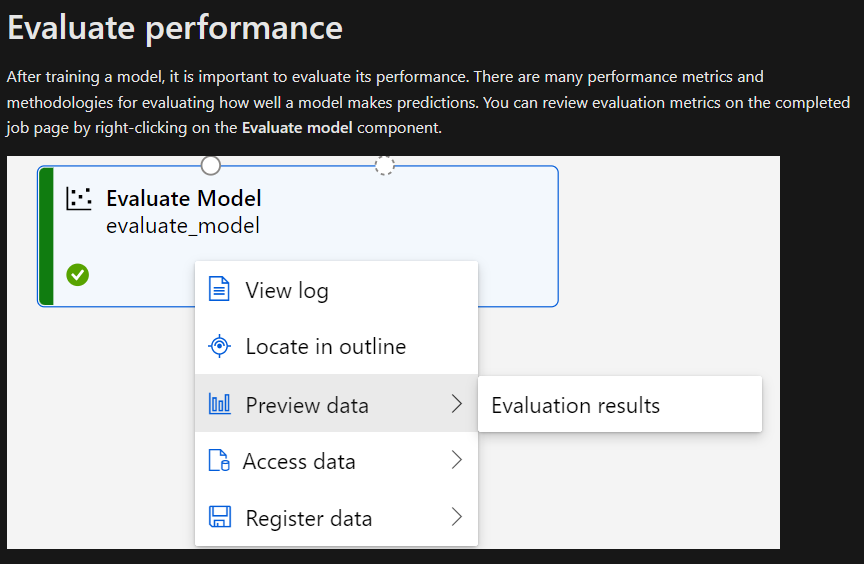 Evaluate performance
After training a model, it is important to evaluate its performance. There are many performance metrics and
methodologies for evaluating how well a model makes predictions. You can review evaluation metrics on the completed
job page by right-clicking on the Evaluate model component.
Evaluate Model
evaluate_model
View log
Locate in outline
Preview data
Evaluation results
Access data
Register data